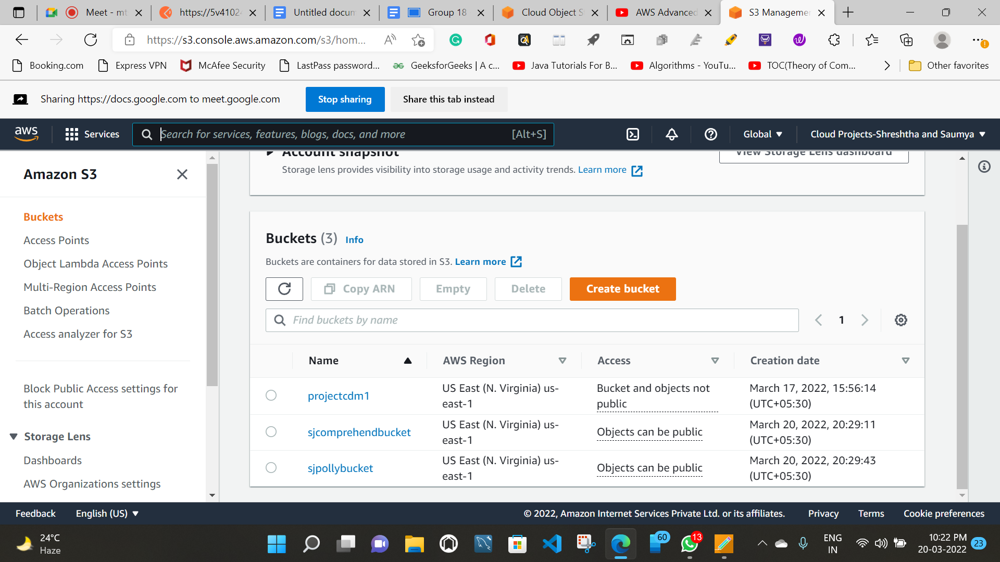 Meet - mt
https://5v4102
Untitled docum
Group 18
Cloud Object S
AWS Advanced
S3 Managemen
https://s3.console.aws.amazon.com/s3/hom...
Booking.com
Express VPN
McAfee Security
LastPass password...
GeeksforGeeks | A c...
Java Tutorials For B...
Algorithms - YouTu...
TOC(Theory of Com...
Other favorites
Sharing https://docs.google.com to meet.google.com
Stop sharing
Share this tab instead
aws
Services
Search for services, features, blogs, docs, and more
[Alt+S]
Global
Cloud Projects-Shreshtha and Saumya
Amazon S3
Buckets
Access Points
Object Lambda Access Points
Multi-Region Access Points
Batch Operations
Access analyzer for S3
Block Public Access settings for
this account
Storage Lens
Dashboards
AWS Organizations settings
Account snapshot
View Storage Lens dashboard
Storage lens provides visibility into storage usage and activity trends. Learn more
Buckets (3) Info
Buckets are containers for data stored in S3. Learn more
Copy ARN
Empty
Delete
Create bucket
Find buckets by name
1
Name
AWS Region
Access
Creation date
projectcdm1
US East (N. Virginia) us-
east-1
Bucket and objects not
public
March 17, 2022, 15:56:14
(UTC+05:30)
sjcomprehendbucket
US East (N. Virginia) us-
east-1
Objects can be public
March 20, 2022, 20:29:11
(UTC+05:30)
sjpollybucket
US East (N. Virginia) us-
east-1
Objects can be public
March 20, 2022, 20:29:43
(UTC+05:30)
Feedback
English (US)
© 2022, Amazon Internet Services Private Ltd. or its affiliates.
Privacy
Terms
Cookie preferences
24°C
Haze
60
13
ENG
IN
10:22 PM
20-03-2022
23